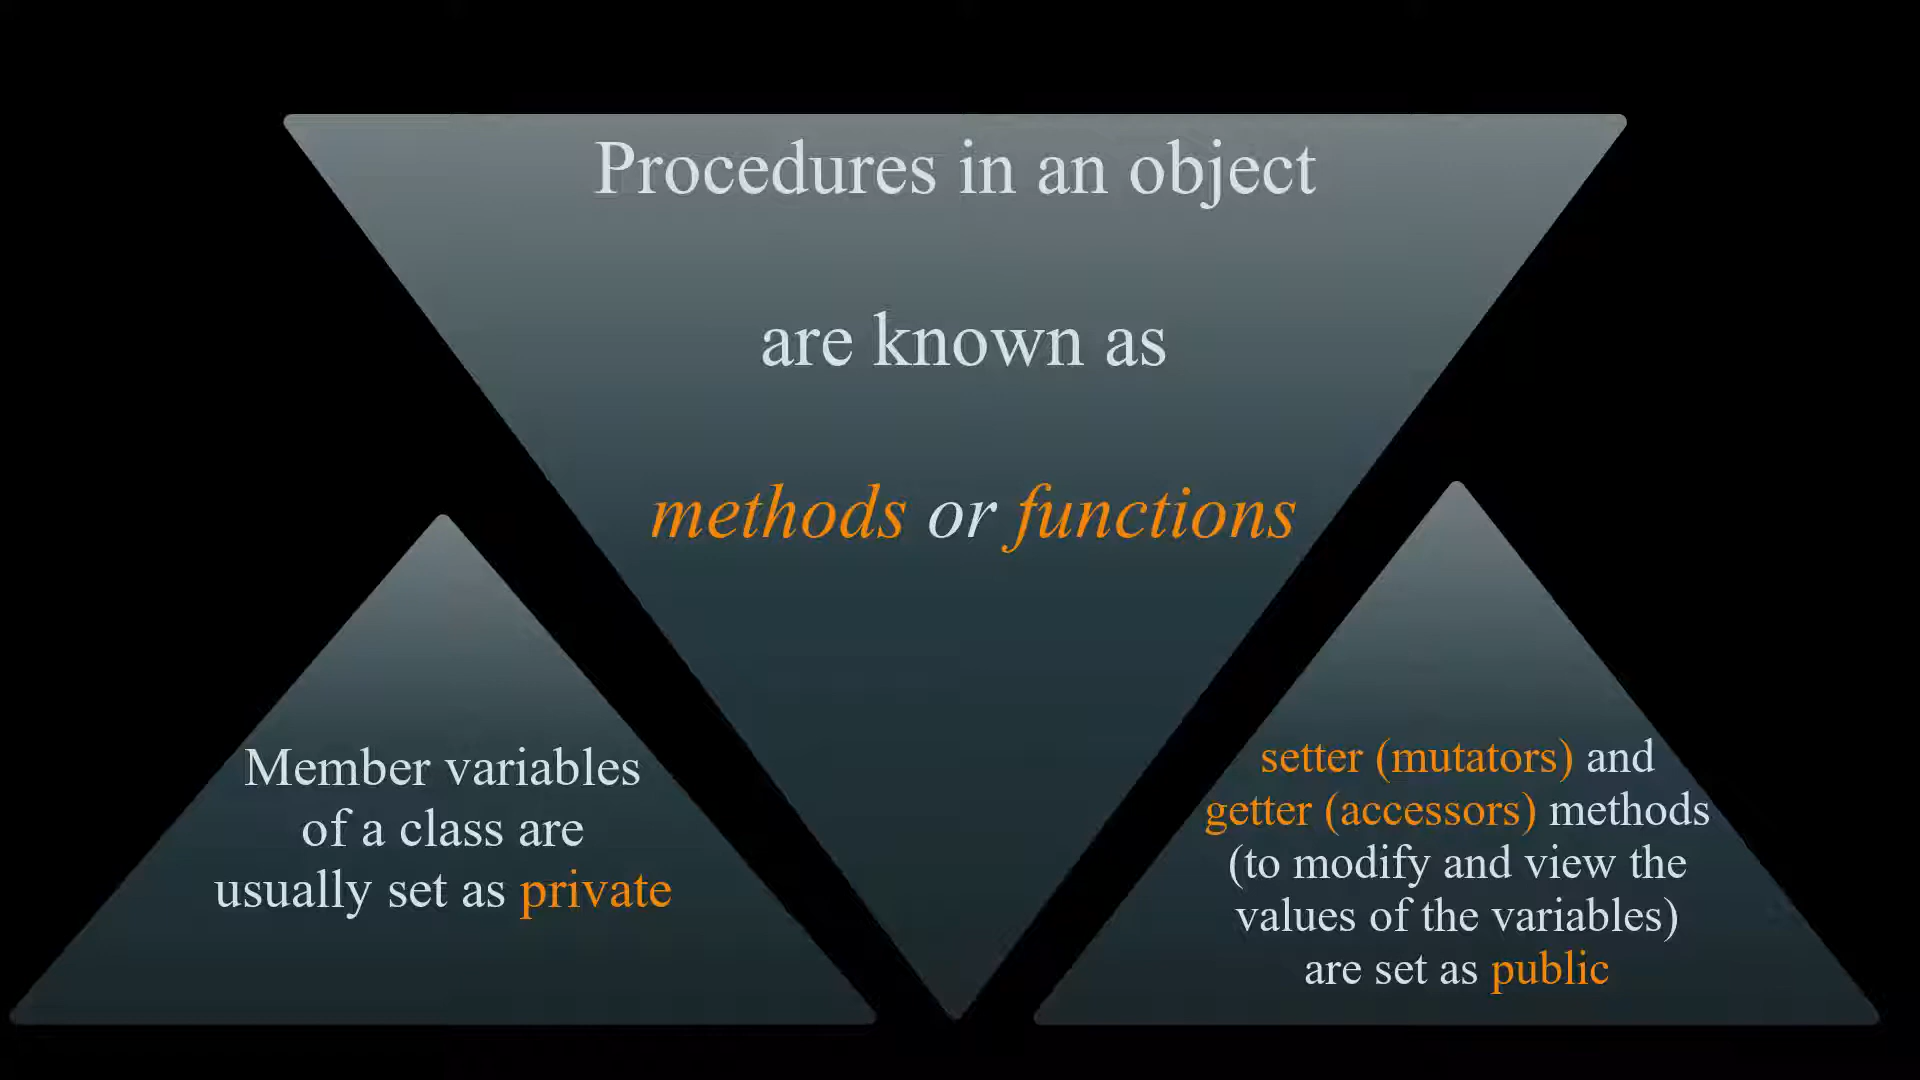 Procedures in an object
are known as
methods or functions
Member variables
of a class are
usually set as private
setter (mutators) and
getter (accessors) methods
(to modify and view the
values of the variables)
are set as public